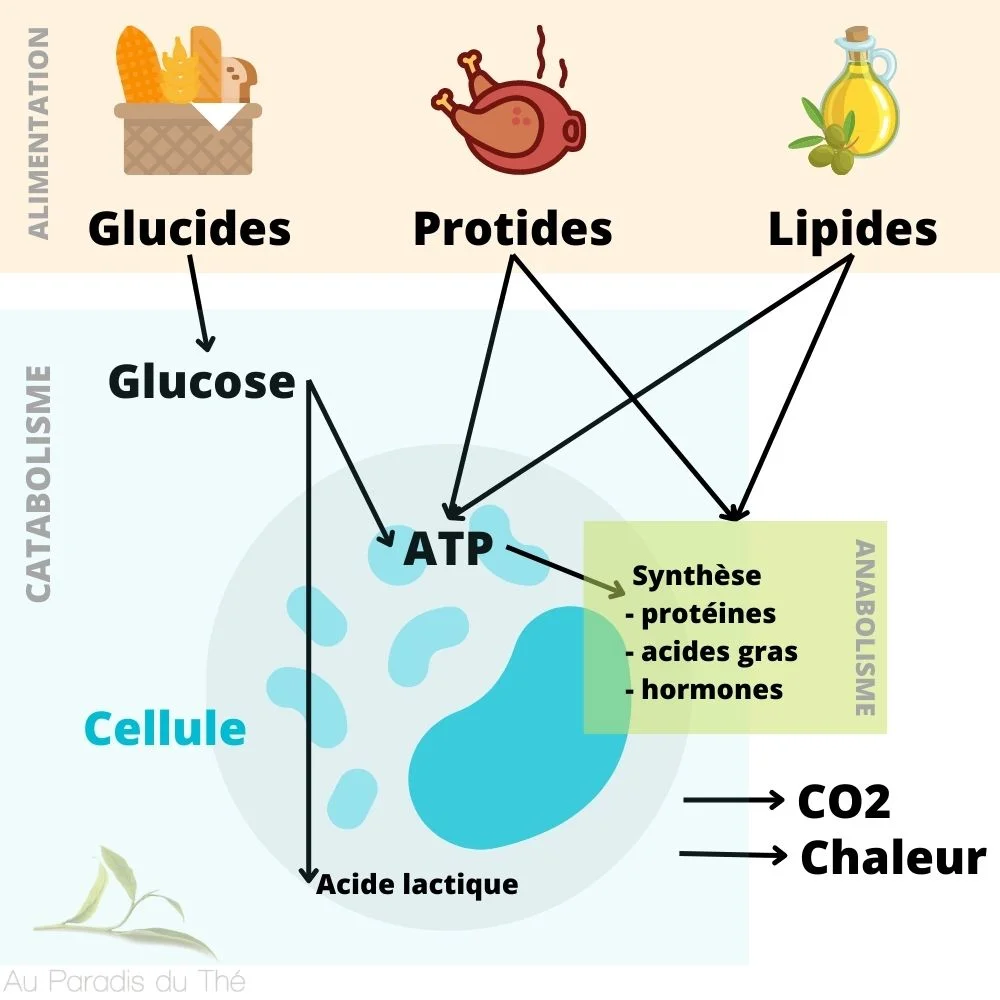 ALIMENTATION
Glucides
Protides
Lipides
CATABOLISME
Glucose
ATP
ANABOLISME
Synthèse
- protéines
- acides gras
- hormones
Cellule
CO2
Chaleur
Acide lactique
Au Paradis du Thé